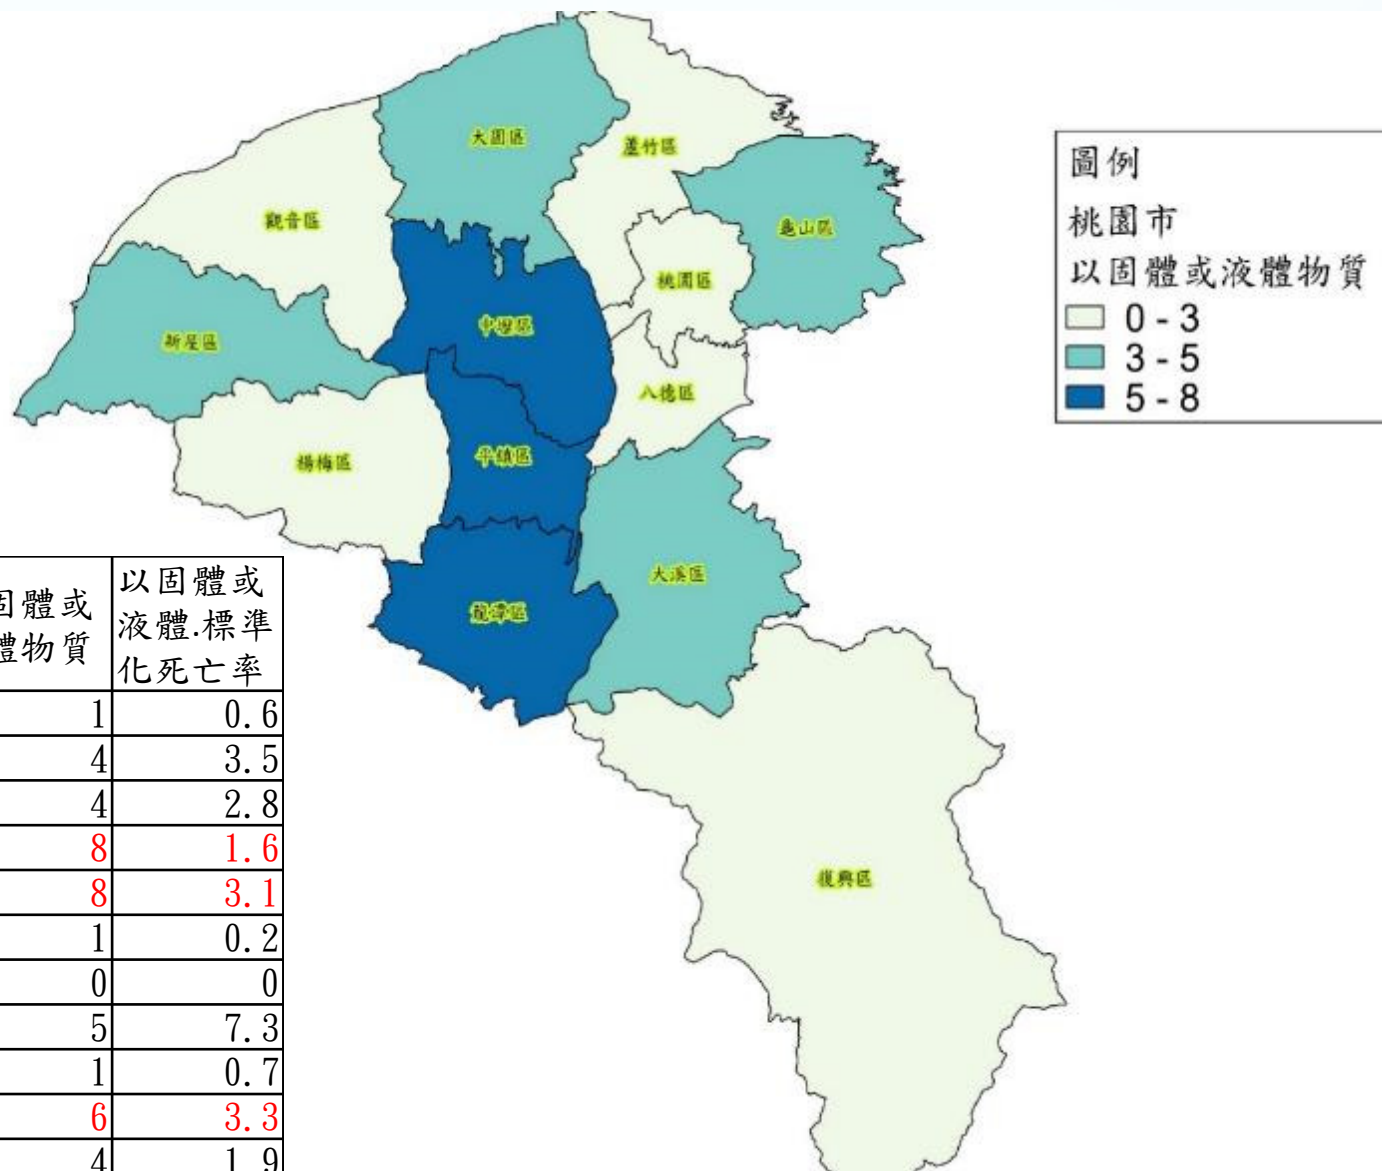 大園區
蘆竹區
觀音區
龜山區
桃園區
中壢區
新屋區
八德區
平鎮區
楊梅區
大溪區
龍潭區
復興區
圖例
桃園市
以固體或液體物質
0 - 3
3 - 5
5 - 8
固體或 以固體或
體物質 液體.標準
化死亡率
1 0.6
4 3.5
4 2.8
8 1.6
8 3.1
1 0.2
0 0
5 7.3
1 0.7
6 3.3
4 1.9